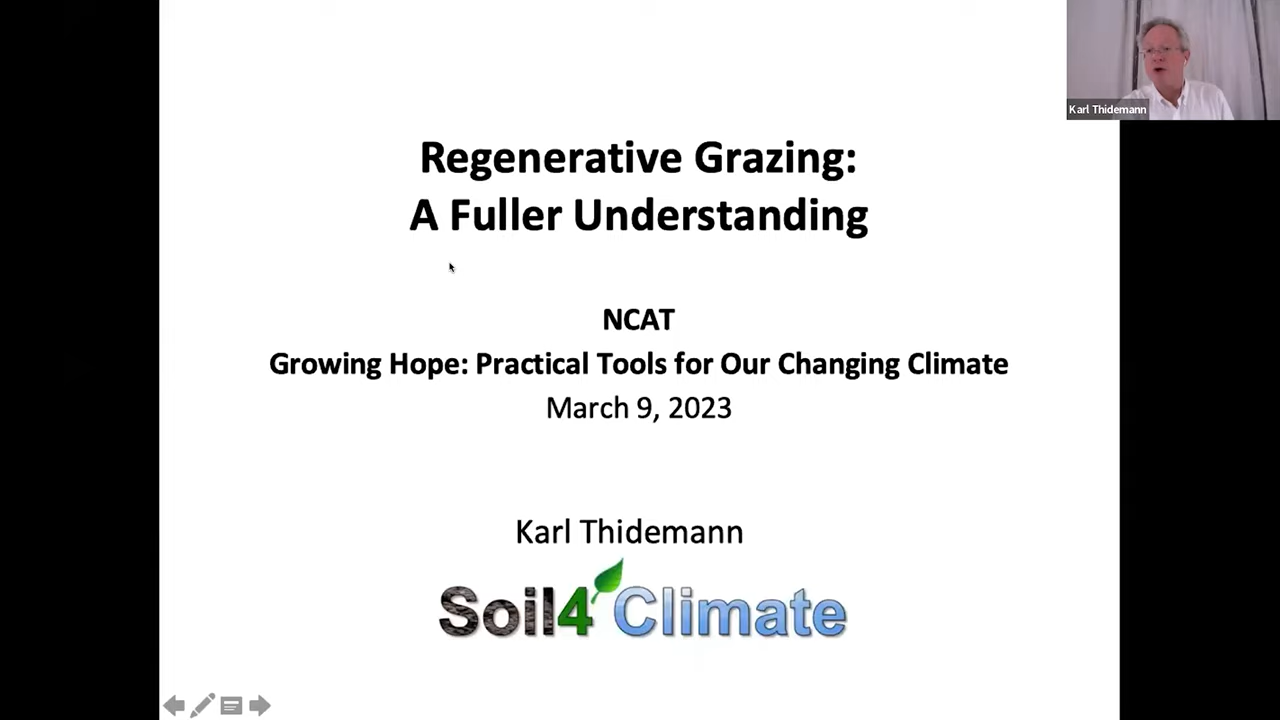 Karl Thidemann
Regenerative Grazing:
A Fuller Understanding
NCAT
Growing Hope: Practical Tools for Our Changing Climate
March 9, 2023
Karl Thidemann
Soil4Climate